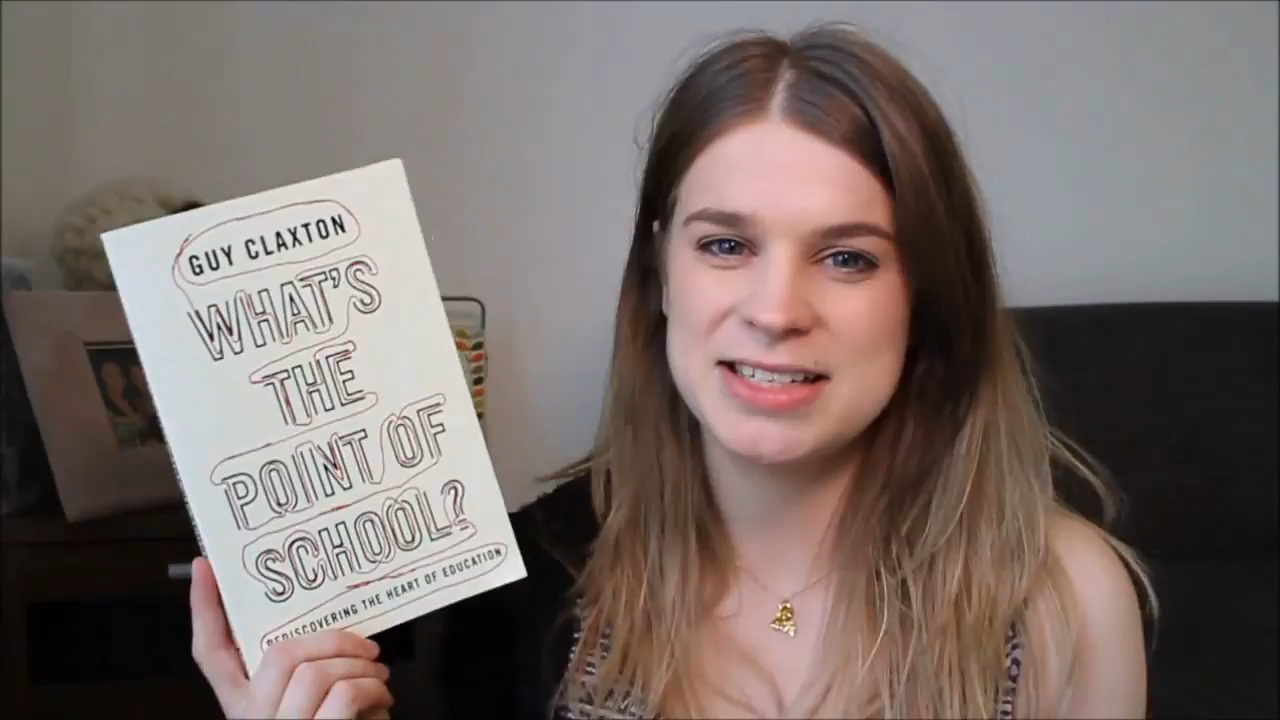 GUY CLAXTON
WHAT'S
THE
POINT OF
SCHOOL?
REDISCOVERING THE HEART OF EDUCATION